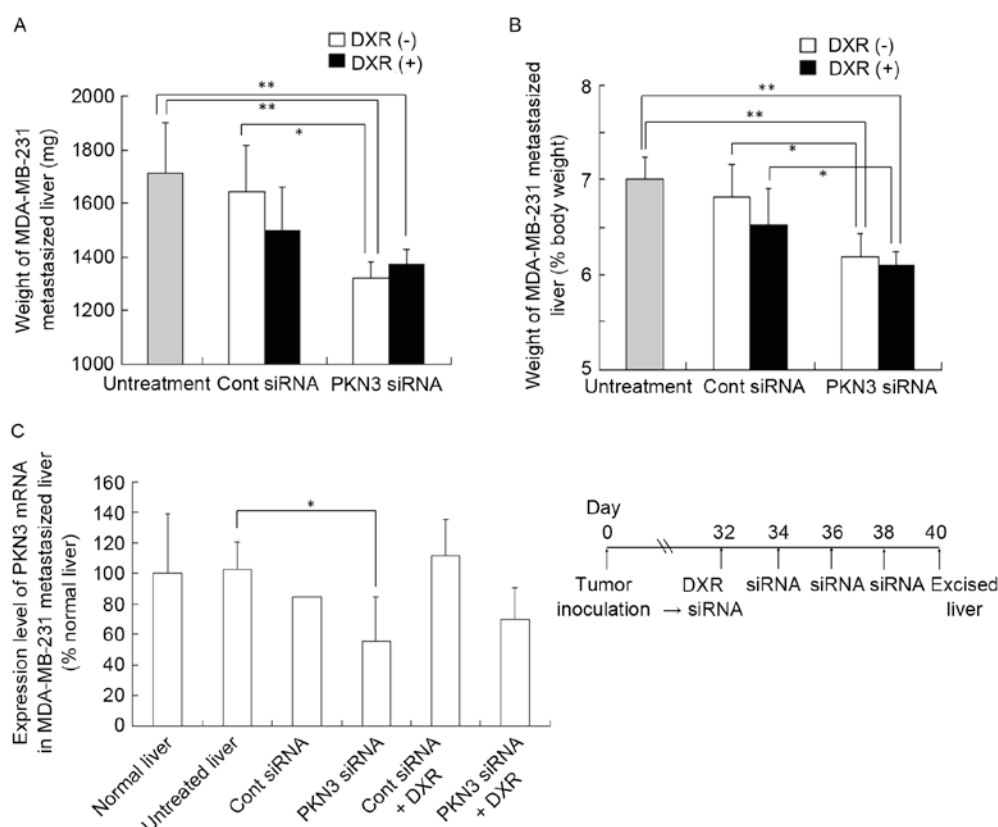 A
DXR (-)
DXR (+)
Weight of MDA-MB-231
metastasized liver (mg)
2000
1800
1600
1400
1200
1000
**
**
*
Untreatment
Cont siRNA
PKN3 siRNA
B
DXR (-)
DXR (+)
Weight of MDA-MB-231 metastasized
liver (% body weight)
8
7
6
5
**
**
*
*
Untreatment
Cont siRNA
PKN3 siRNA
C
Expression level of PKN3 mRNA
in MDA-MB-231 metastasized liver
(% normal liver)
160
140
120
100
80
60
40
20
0
*
Normal liver
Untreated liver
Cont siRNA
PKN3 siRNA
Cont siRNA
+ DXR
PKN3 siRNA
+ DXR
Day
0 32 34 36 38 40
Tumor DXR siRNA siRNA siRNA Excised
inoculation → siRNA liver